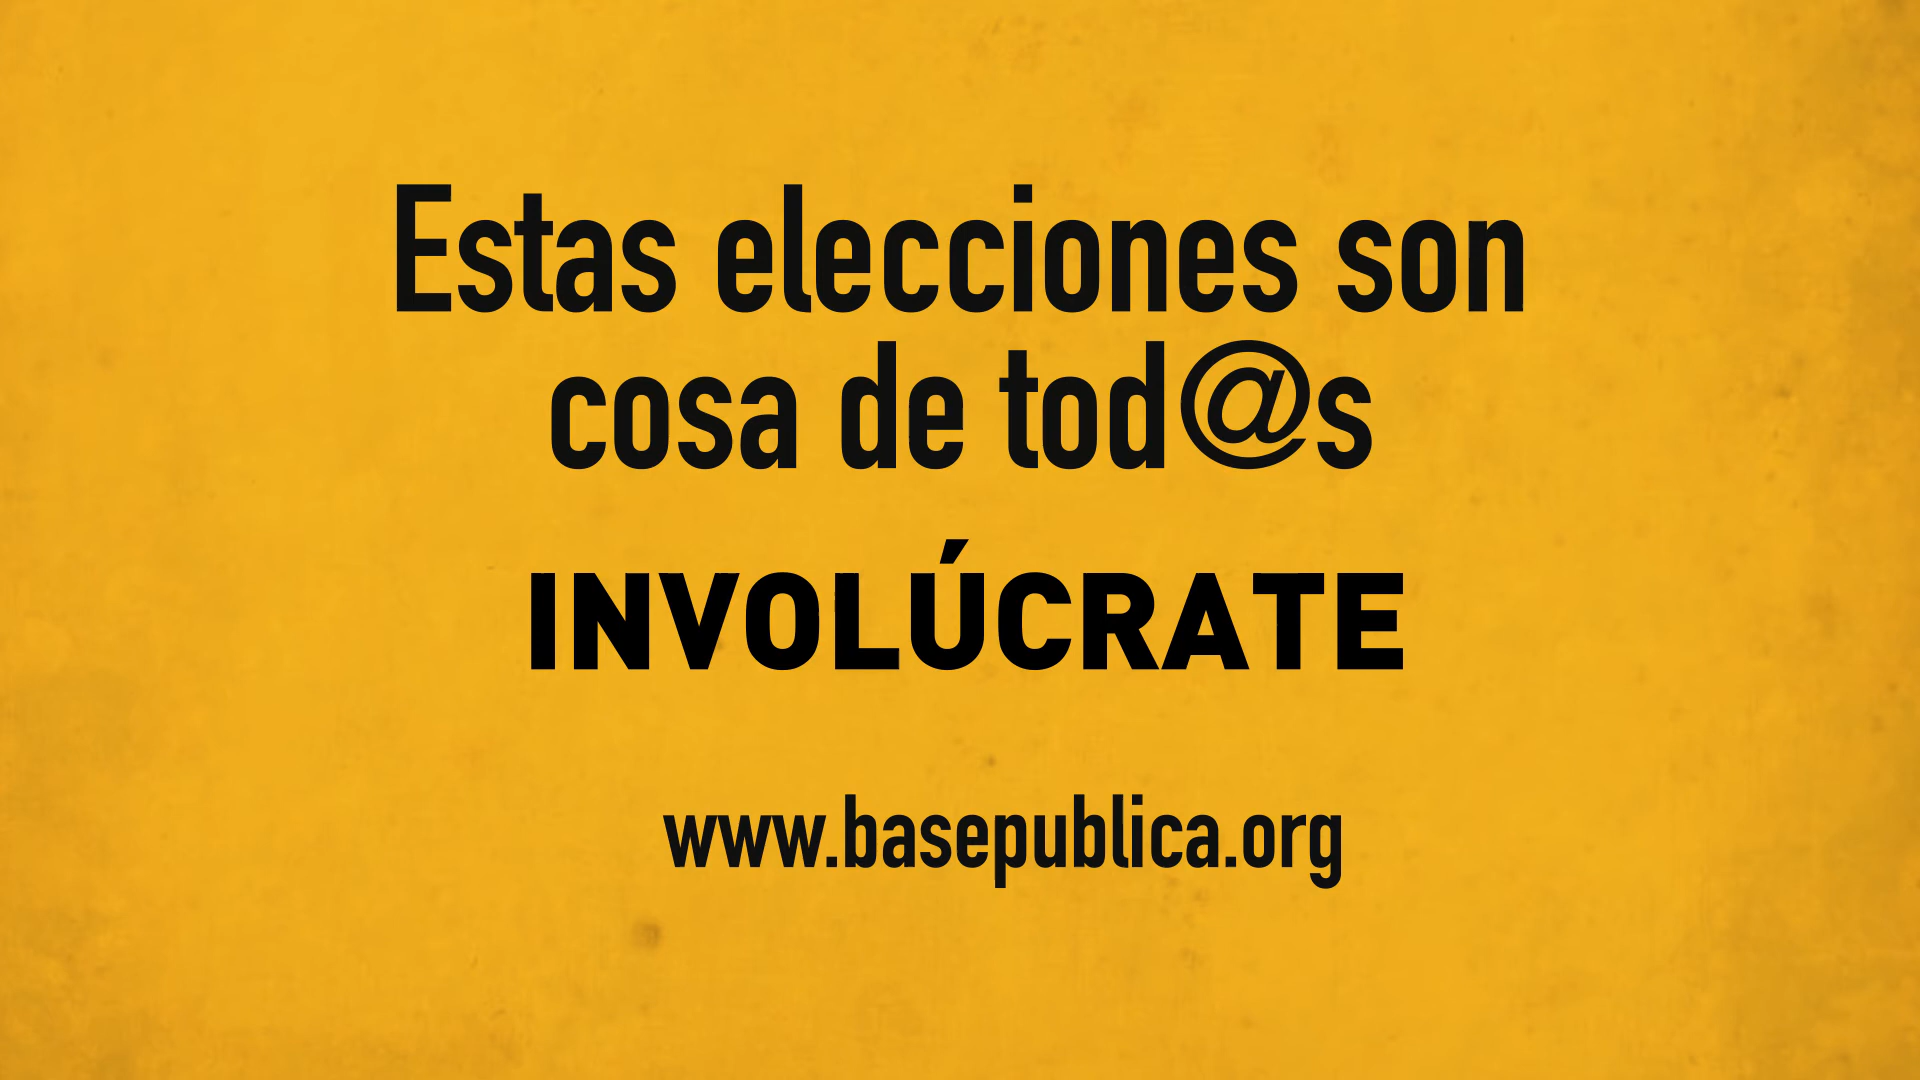 Estas elecciones son
cosa de tod@s
INVOLÚCRATE
www.basepublica.org